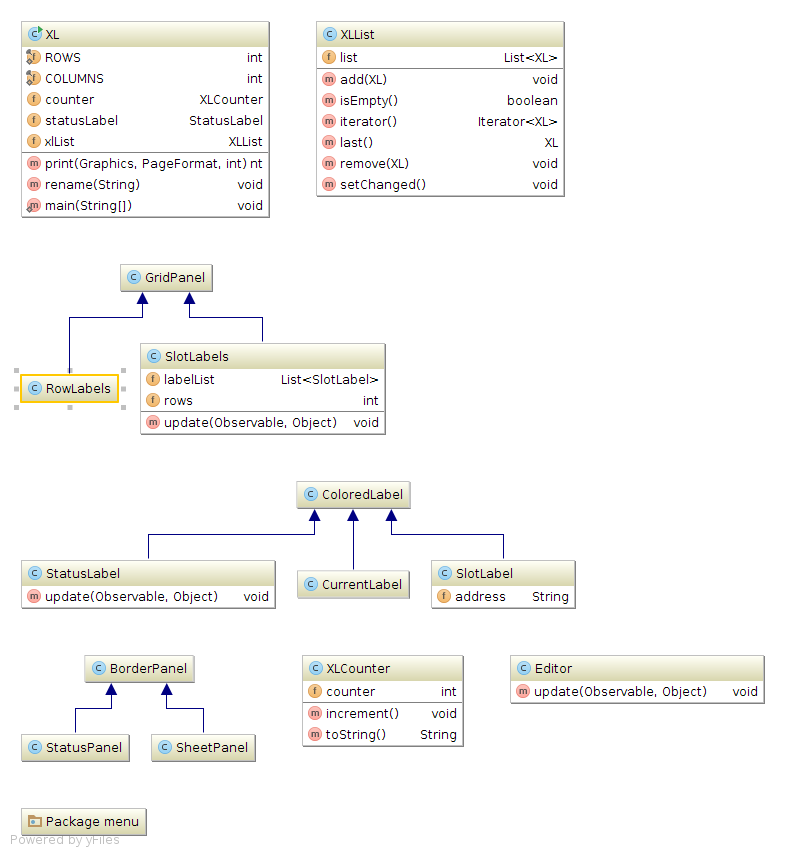 XL
ROWS int
COLUMNS int
counter XLCounter
statusLabel StatusLabel
xlList XLList
print(Graphics, PageFormat, int) nt
rename(String) void
main(String[]) void
XLList
list List<XL>
add(XL) void
isEmpty() boolean
iterator() Iterator<XL>
last() XL
remove(XL) void
setChanged() void
GridPanel
RowLabels
SlotLabels
labelList List<SlotLabel>
rows int
update(Observable, Object) void
ColoredLabel
StatusLabel
update(Observable, Object) void
CurrentLabel
SlotLabel
address String
BorderPanel
StatusPanel
SheetPanel
XLCounter
counter int
increment() void
toString() String
Editor
update(Observable, Object) void
Package menu
Powered by yFiles